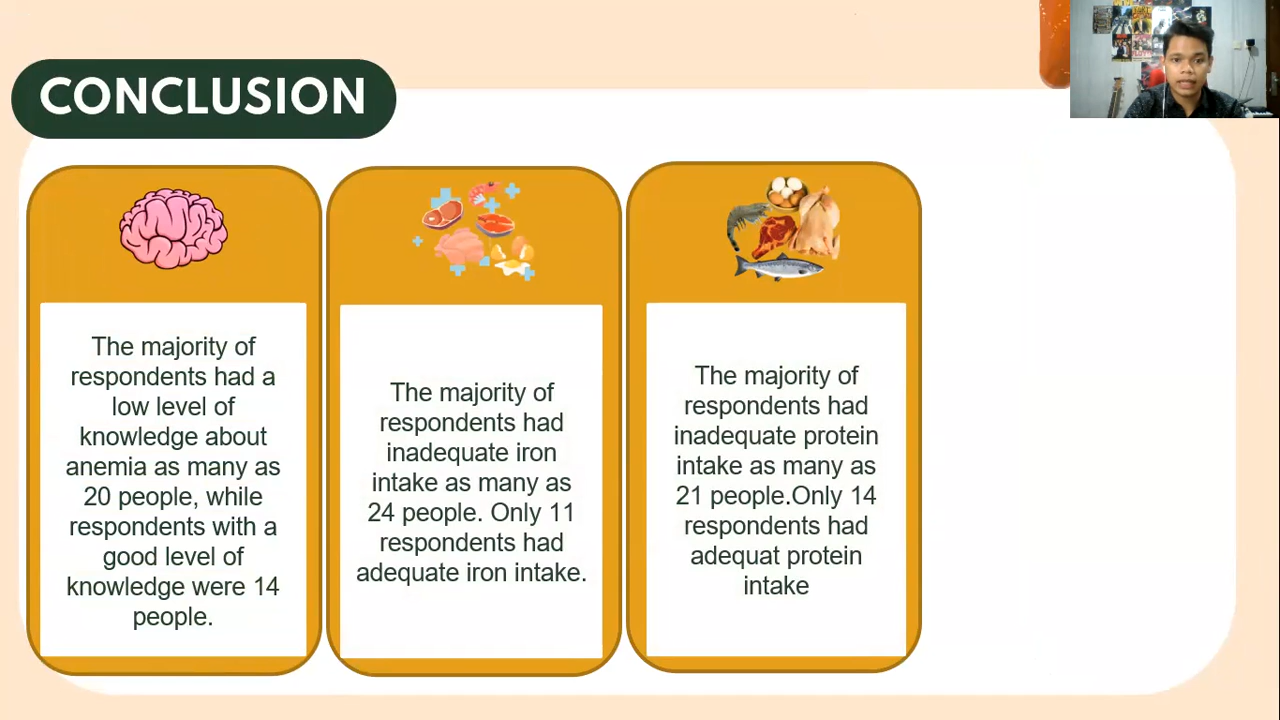 CONCLUSION
The majority of
respondents had a
low level of
knowledge about
anemia as many as
20 people, while
respondents with a
good level of
knowledge were 14
people.
The majority of
respondents had
inadequate iron
intake as many as
24 people. Only 11
respondents had
adequate iron intake.
The majority of
respondents had
inadequate protein
intake as many as
21 people.Only 14
respondents had
adequat protein
intake